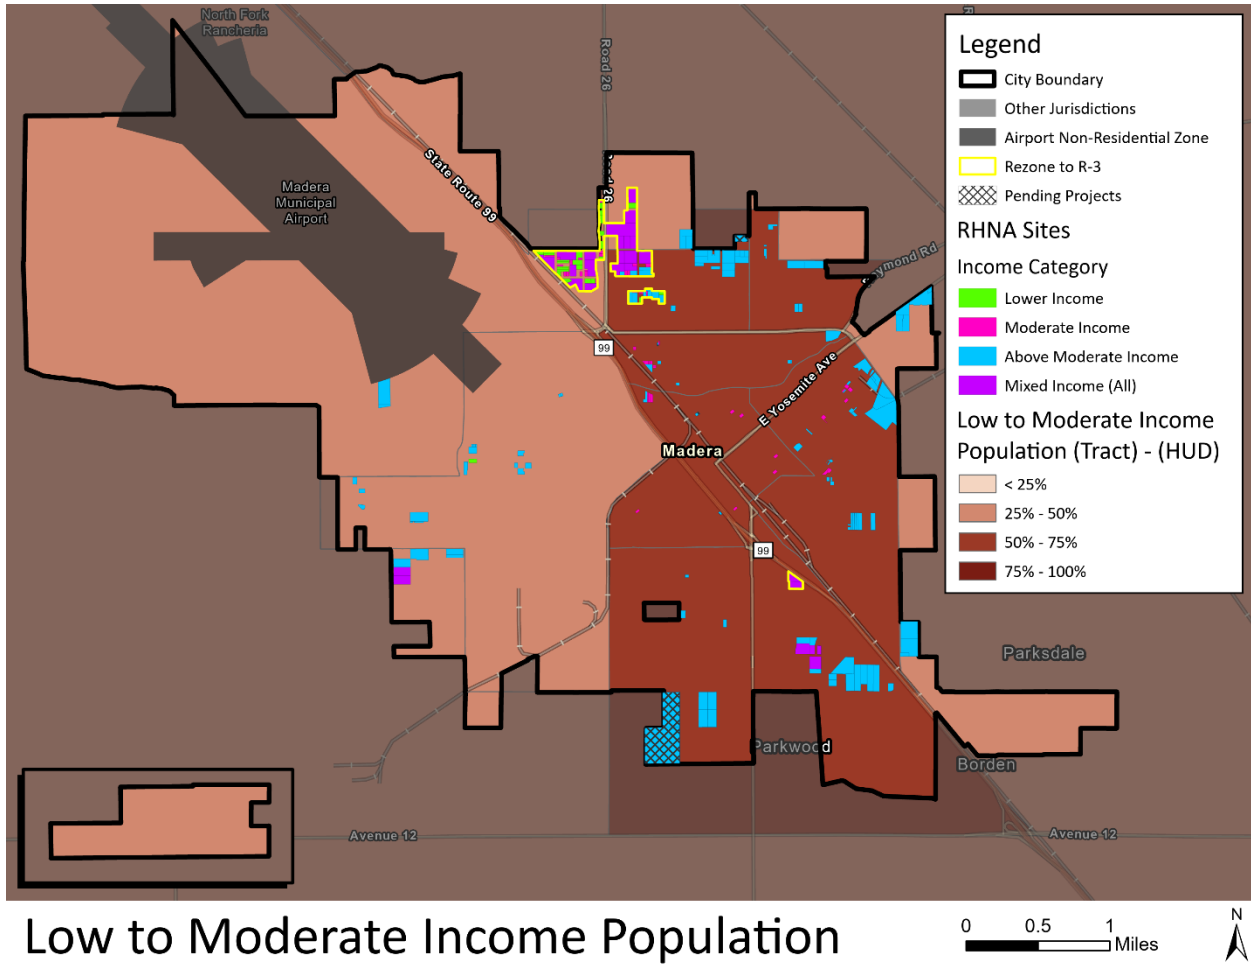 North Fork
Rancheria
Road 26
Legend
City Boundary
Other Jurisdictions
Airport Non-Residential Zone
Rezone to R-3
Pending Projects
RHNA Sites
Income Category
Lower Income
Moderate Income
Above Moderate Income
Mixed Income (All)
Low to Moderate Income
Population (Tract) - (HUD)
< 25%
25% - 50%
50% - 75%
75% - 100%
State Route 99
Madera
Municipal
Airport
99
E Yosemite Ave
Madera
99
Parksdale
Parkwood
Borden
Avenue 12
Avenue 12
Low to Moderate Income Population
0 0.5 1
Miles
N